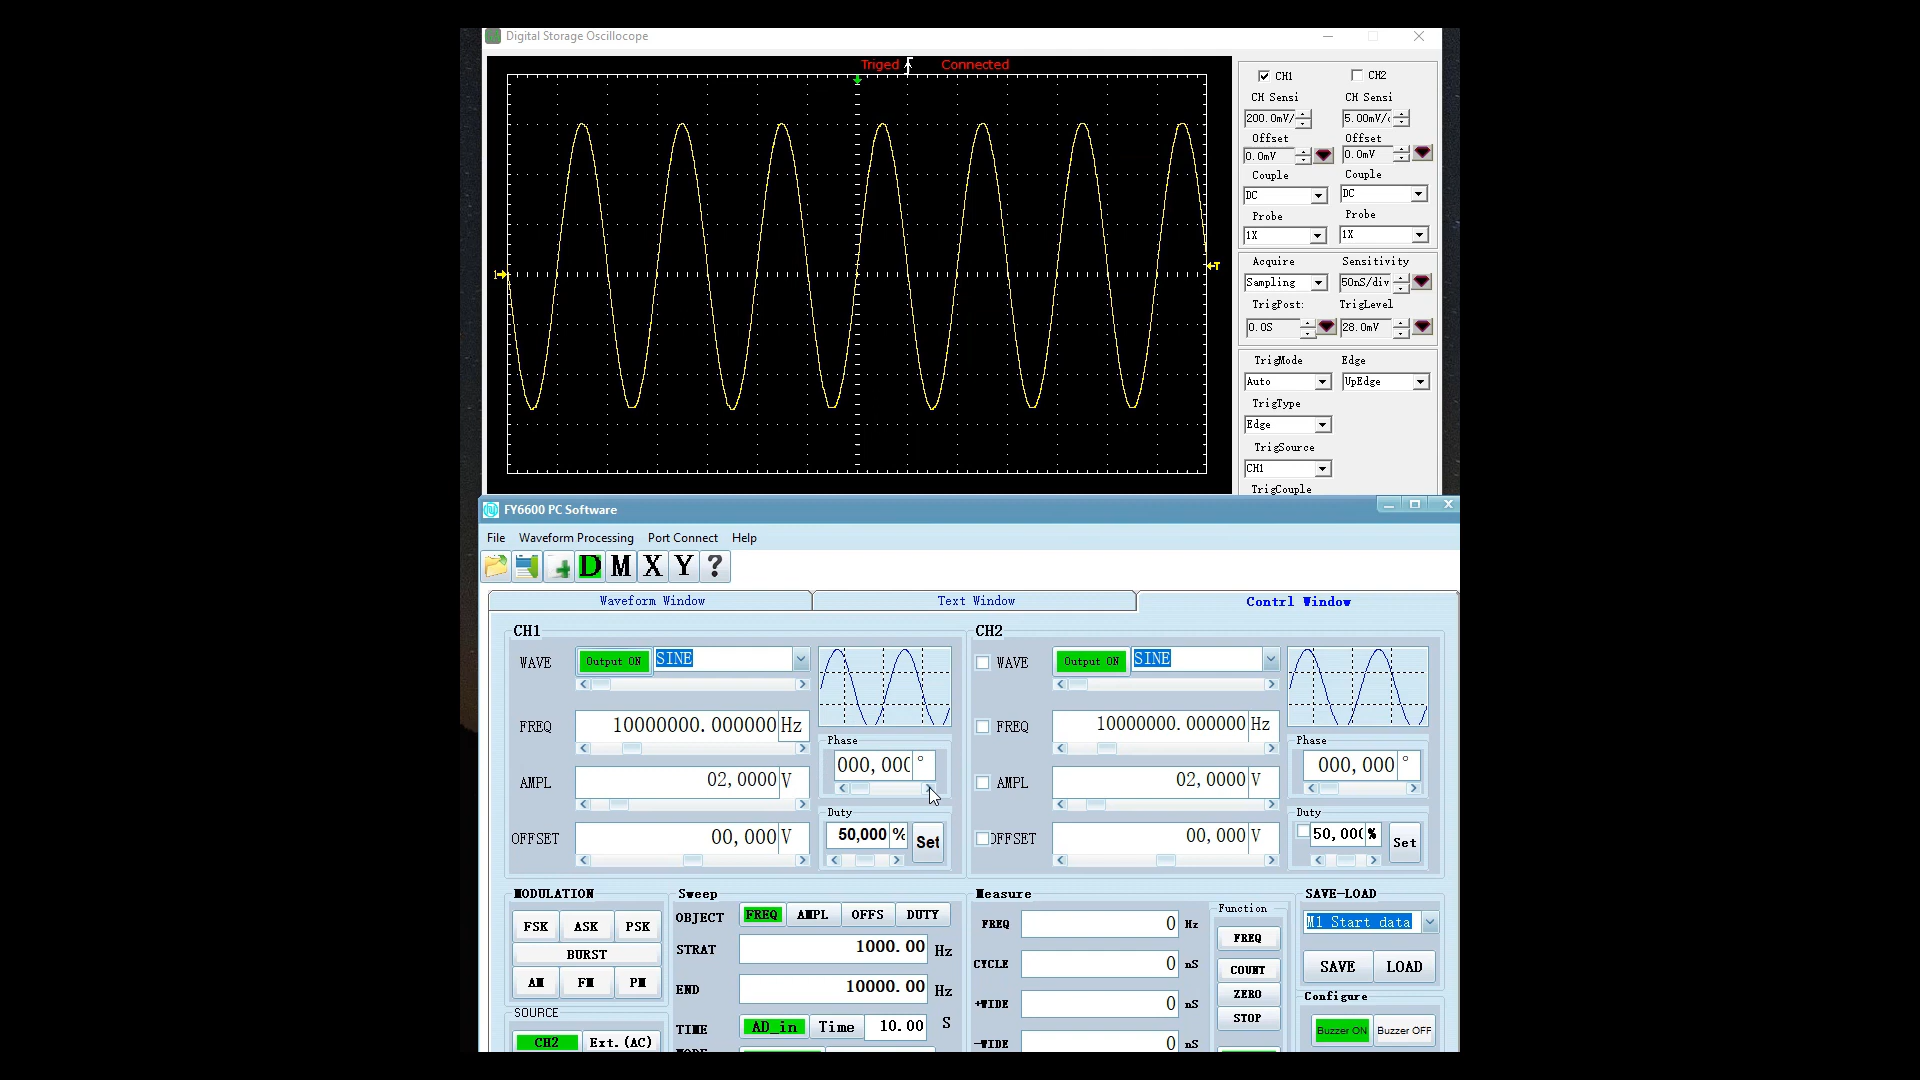 Digital Storage Oscillocope
Triged Connected
CH1 CH2
CH Sensi CH Sensi
200.0mV/ 5.00mV/
Offset Offset
0.0mV 0.0mV
Couple Couple
DC DC
Probe Probe
1X 1X
1 T
Acquire Sensitivity
Sampling 50nS/div
TrigPost: TrigLevel
0.0S 28.0mV
TrigMode Edge
Auto UpEdge
TrigType
Edge
TrigSource
CH1
TrigCouple
FY6600 PC Software
File Waveform Processing Port Connect Help
D M X Y ?
Waveform Window Text Window Contrl Window
CH1 CH2
WAVE Output ON SINE WAVE Output ON SINE
FREQ 10000000.000000 Hz FREQ 10000000.000000 Hz
Phase Phase
000,000 ° 000,000 °
AMPL 02,0000 V AMPL 02,0000 V
Duty Duty
OFFSET 00,000 V 50,000 % Set OFFSET 00,000 V 50,000 % Set
MODULATION Sweep Measure SAVE-LOAD
FSK ASK PSK OBJECT FREQ AMPL OFFS DUTY FREQ 0 Hz Function M1 Start data
BURST STRAT 1000.00 Hz FREQ
AM FM PM END 10000.00 Hz CYCLE 0 nS COUNT SAVE LOAD
ZERO Configure
SOURCE +WIDE 0 nS STOP
TIME AD_in Time 10.00 S Buzzer ON Buzzer OFF
CH2 Ext.(AC) -WIDE 0 nS
MODE